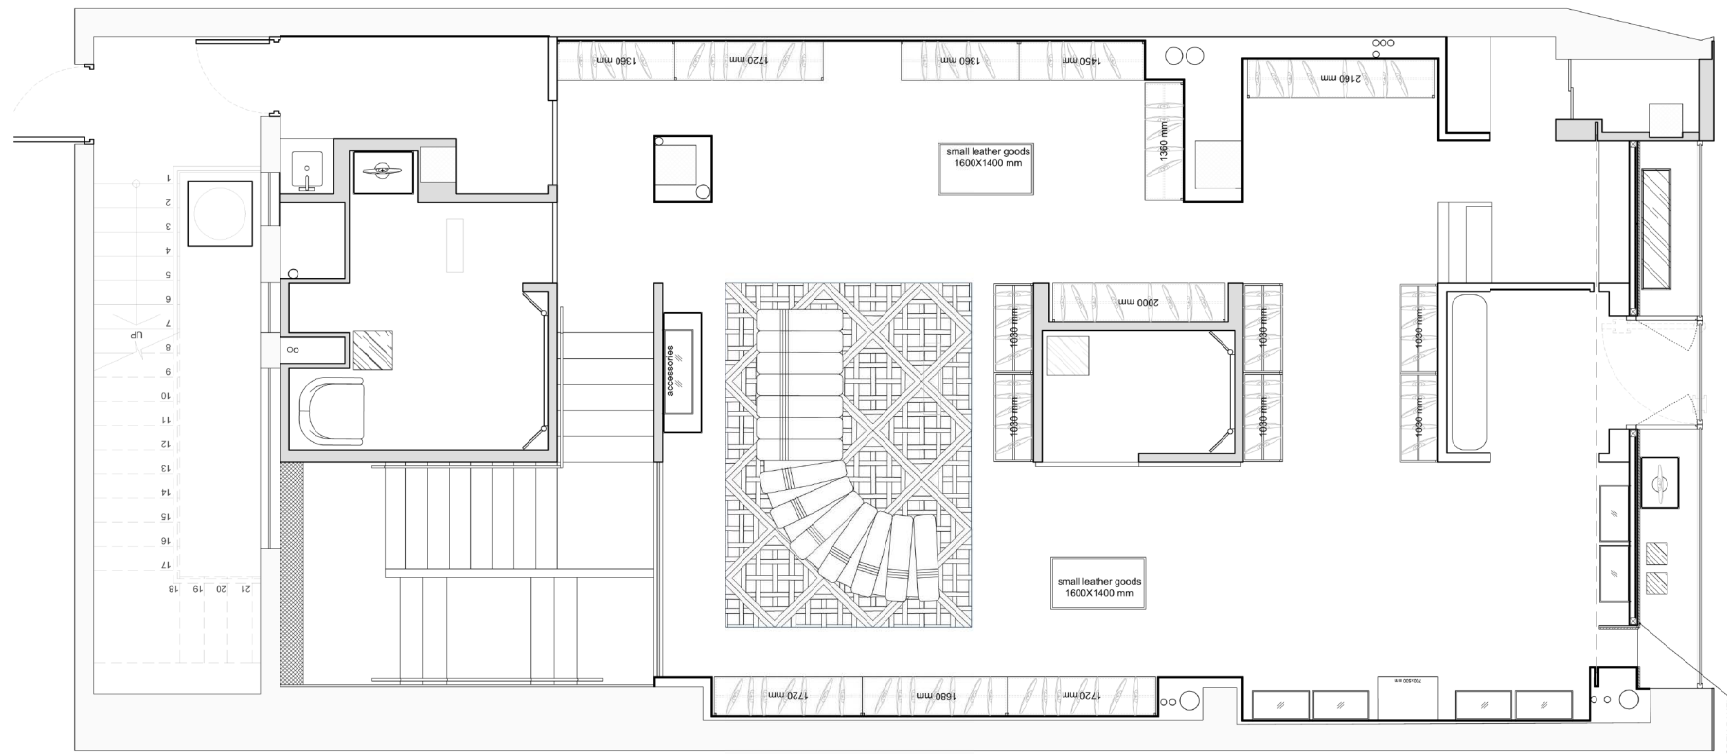 1360 mm
1720 mm
1360 mm
1450 mm
2160 mm
1360 mm
small leather goods
1600X1400 mm
1
2
3
4
5
6
7
8
9
10
11
12
13
14
15
16
17
18
19
20
21
UP
accessories
2000 mm
1030 mm
1030 mm
1030 mm
1030 mm
1030 mm
1030 mm
small leather goods
1600X1400 mm
1720 mm
1680 mm
1720 mm